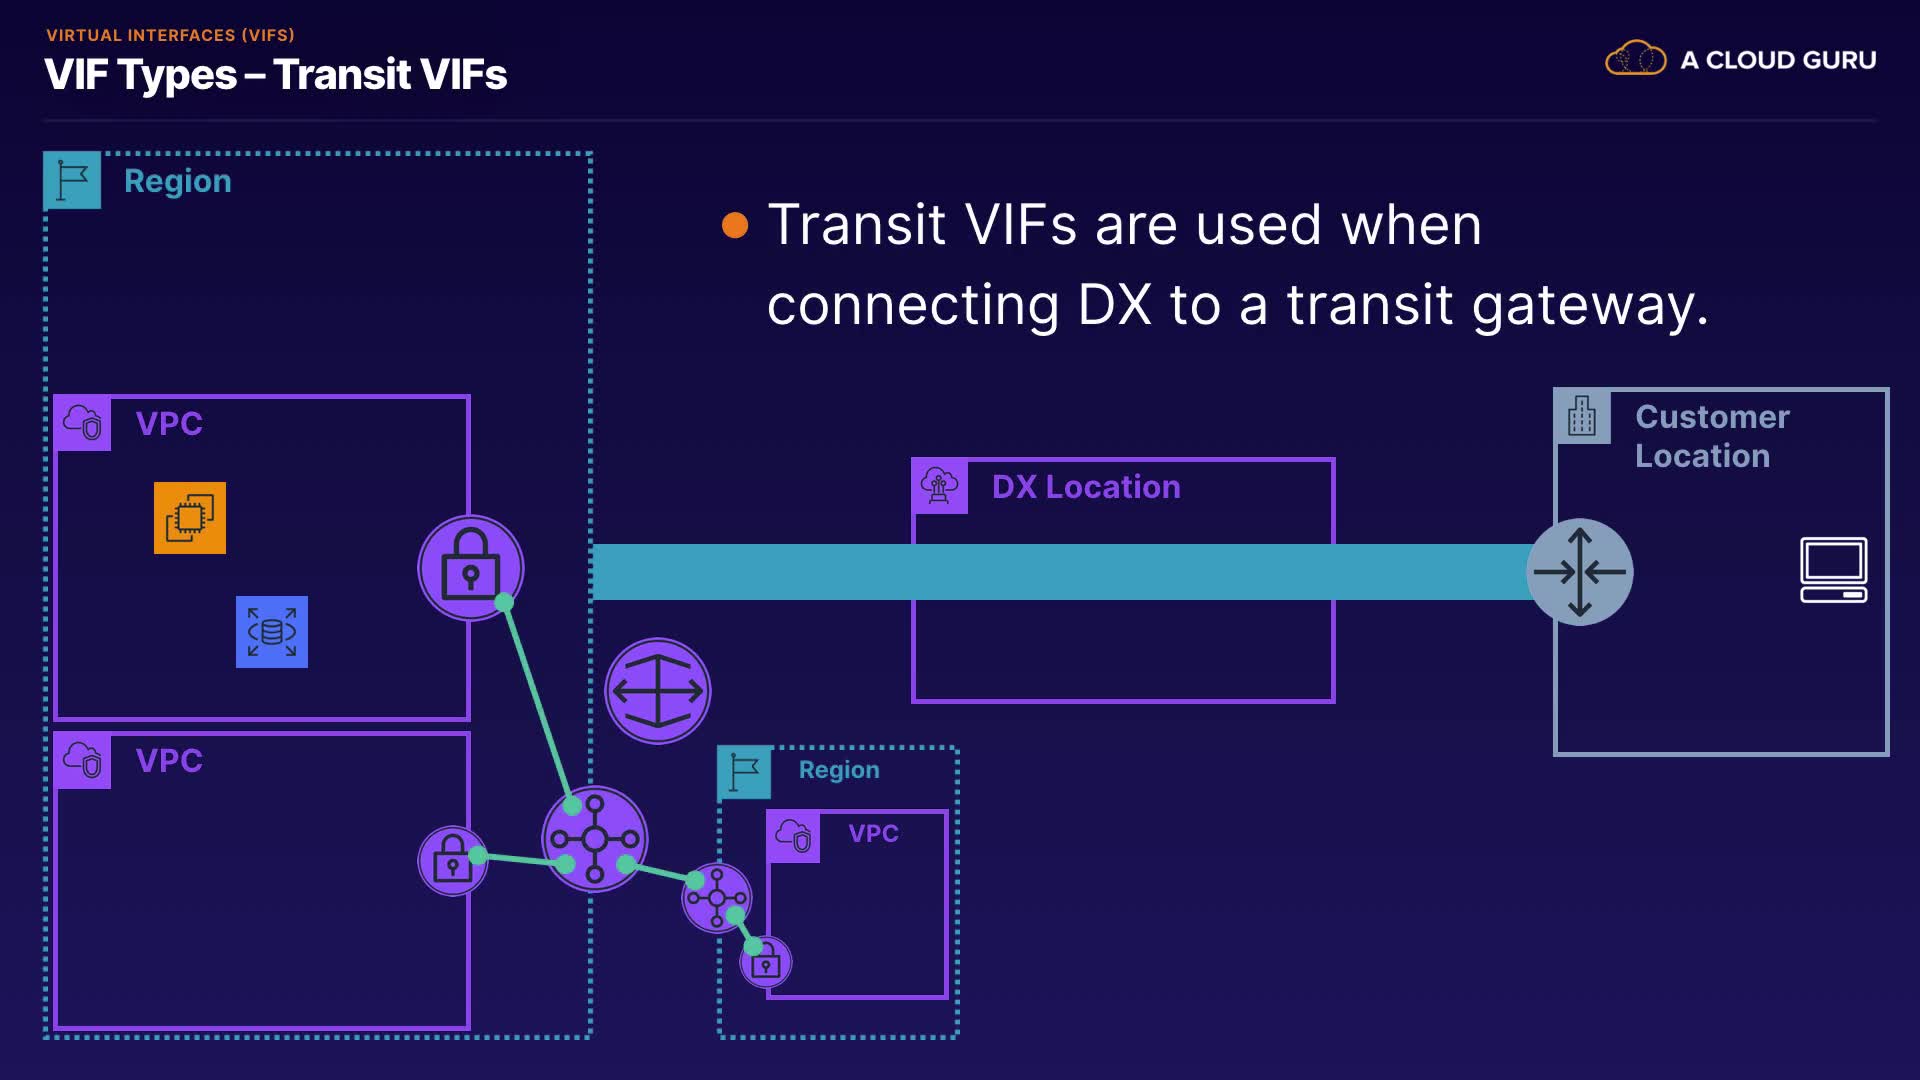 VIRTUAL INTERFACES (VIFS)
VIF Types – Transit VIFs
A CLOUD GURU
Region
Transit VIFs are used when
connecting DX to a transit gateway.
VPC
Customer
Location
DX Location
VPC
Region
VPC